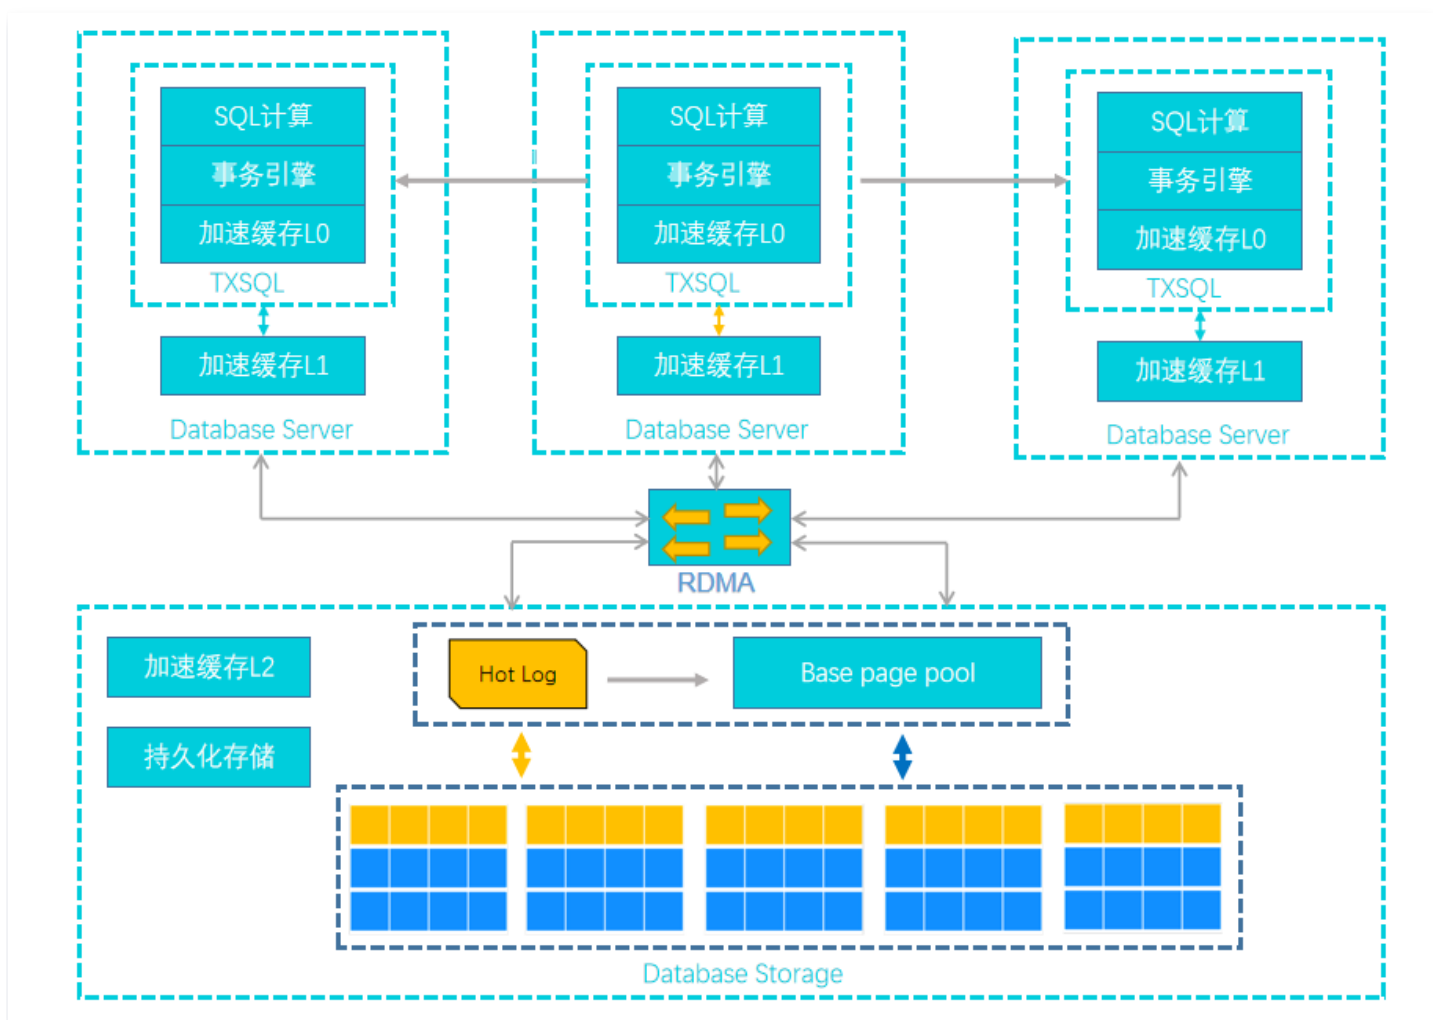 SQL计算
事务引擎
加速缓存L0
TXSQL
加速缓存L1
Database Server
SQL计算
事务引擎
加速缓存L0
TXSQL
加速缓存L1
Database Server
SQL计算
事务引擎
加速缓存L0
TXSQL
加速缓存L1
Database Server
RDMA
加速缓存L2
持久化存储
Hot Log
Base page pool
Database Storage